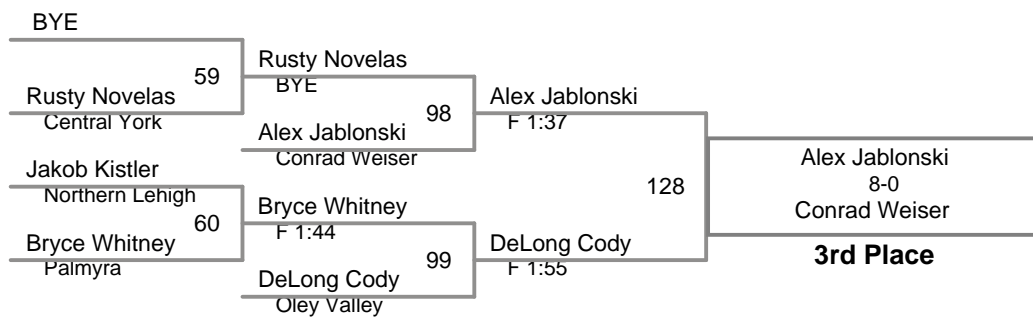 BYE
59
Rusty Novelas
Central York
Jakob Kistler
Northern Lehigh
60
Bryce Whitney
Palmyra
Rusty Novelas
BYE
98
Alex Jablonski
Conrad Weiser
Bryce Whitney
F 1:44
99
DeLong Cody
Oley Valley
Alex Jablonski
F 1:37
128
DeLong Cody
F 1:55
Alex Jablonski
8-0
Conrad Weiser
3rd Place